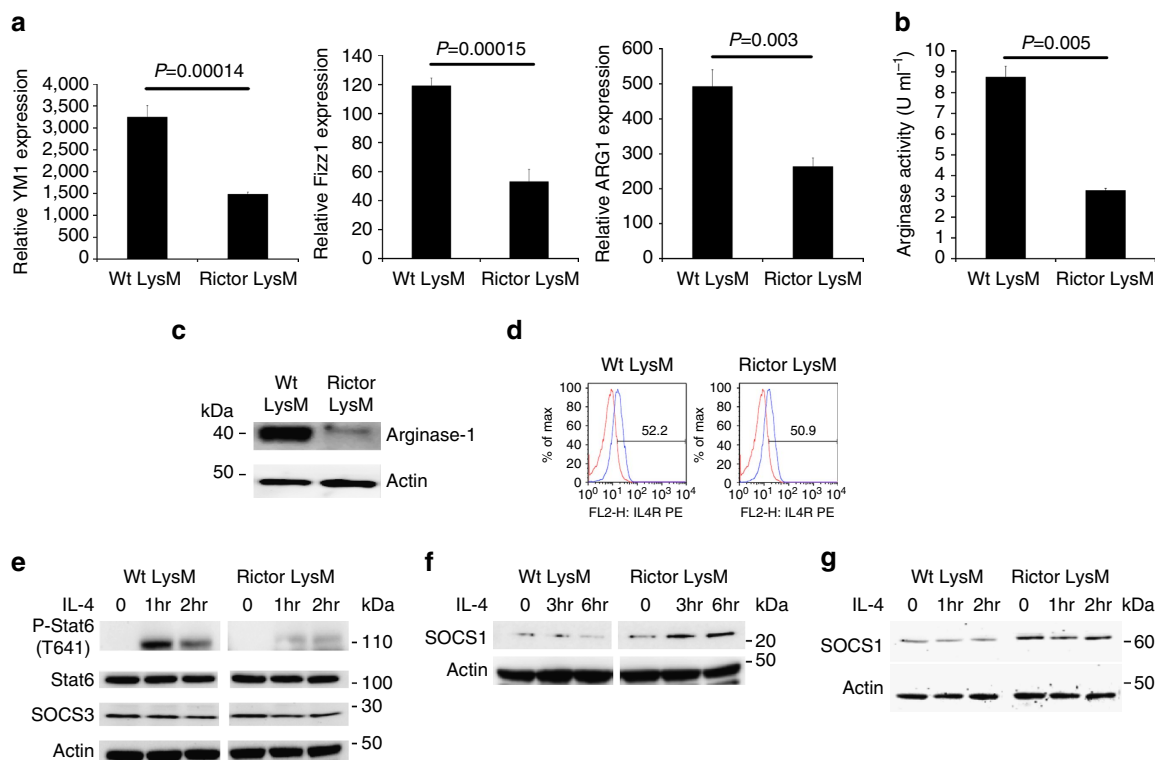 a
P=0.00014
Relative YM1 expression
4,000
3,500
3,000
2,500
2,000
1,500
1,000
500
0
Wt LysM Rictor LysM
P=0.00015
Relative Fizz1 expression
140
120
100
80
60
40
20
0
Wt LysM Rictor LysM
P=0.003
Relative ARG1 expression
600
500
400
300
200
100
0
Wt LysM Rictor LysM
b
P=0.005
Arginase activity (U ml–1)
10
9
8
7
6
5
4
3
2
1
0
Wt LysM Rictor LysM
c
Wt Rictor
LysM LysM
kDa
40 – Arginase-1
50 – Actin
d
Wt LysM
% of max
100
80
60
40
20
0
52.2
10⁰ 10¹ 10² 10³ 10⁴
FL2-H: IL4R PE
Rictor LysM
% of max
100
80
60
40
20
0
50.9
10⁰ 10¹ 10² 10³ 10⁴
FL2-H: IL4R PE
e
Wt LysM Rictor LysM
IL-4 0 1hr 2hr 0 1hr 2hr kDa
P-Stat6
(T641) - 110
Stat6 - 100
SOCS3 - 30
Actin - 50
f
Wt LysM Rictor LysM
IL-4 0 3hr 6hr 0 3hr 6hr kDa
SOCS1 - 20
Actin - 50
g
Wt LysM Rictor LysM
IL-4 0 1hr 2hr 0 1hr 2hr kDa
SOCS1 - 60
Actin - 50